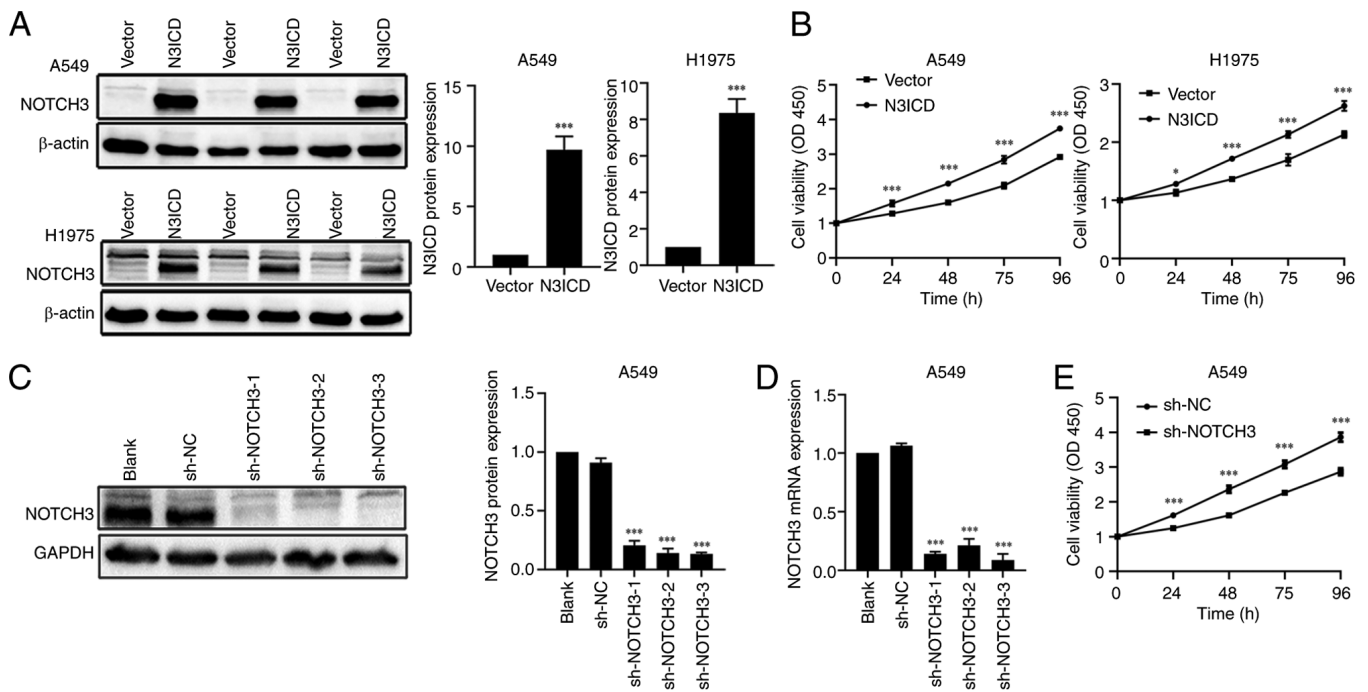 A
Vector
N3ICD
Vector
N3ICD
Vector
N3ICD
A549
NOTCH3
β-actin
Vector
N3ICD
Vector
N3ICD
Vector
N3ICD
H1975
NOTCH3
β-actin
A549
N3ICD protein expression
15
10
5
0
***
Vector N3ICD
H1975
N3ICD protein expression
10
8
6
4
2
0
***
Vector N3ICD
B
A549
Cell viability (OD 450)
5
4
3
2
1
0
Vector
N3ICD
***
***
***
***
0 24 48 75 96
Time (h)
H1975
Cell viability (OD 450)
3
2
1
0
Vector
N3ICD
*
***
***
***
0 24 48 75 96
Time (h)
C
Blank
sh-NC
sh-NOTCH3-1
sh-NOTCH3-2
sh-NOTCH3-3
NOTCH3
GAPDH
A549
NOTCH3 protein expression
1.5
1.0
0.5
0.0
*** *** ***
Blank
sh-NC
sh-NOTCH3-1
sh-NOTCH3-2
sh-NOTCH3-3
D
A549
NOTCH3 mRNA expression
1.5
1.0
0.5
0.0
*** *** ***
Blank
sh-NC
sh-NOTCH3-1
sh-NOTCH3-2
sh-NOTCH3-3
E
A549
Cell viability (OD 450)
5
4
3
2
1
0
sh-NC
sh-NOTCH3
***
***
***
***
0 24 48 75 96
Time (h)